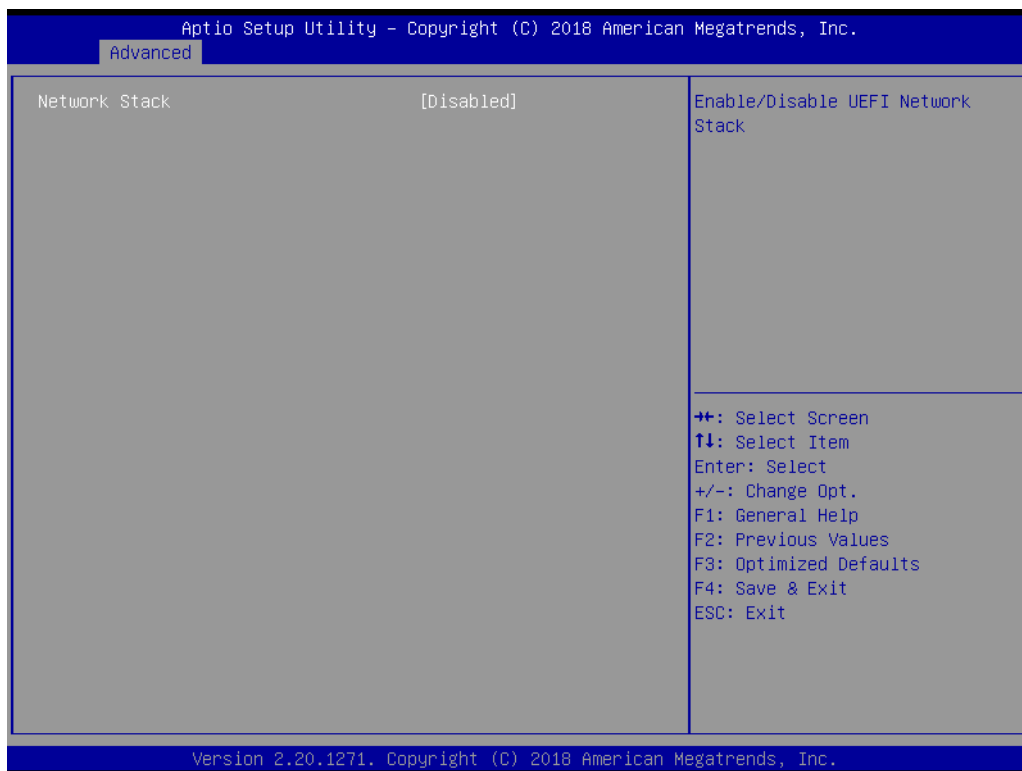 Aptio Setup Utility – Copyright (C) 2018 American Megatrends, Inc.
Advanced
Network Stack [Disabled]
Enable/Disable UEFI Network
Stack
→←: Select Screen
↑↓: Select Item
Enter: Select
+/-: Change Opt.
F1: General Help
F2: Previous Values
F3: Optimized Defaults
F4: Save & Exit
ESC: Exit
Version 2.20.1271. Copyright (C) 2018 American Megatrends, Inc.